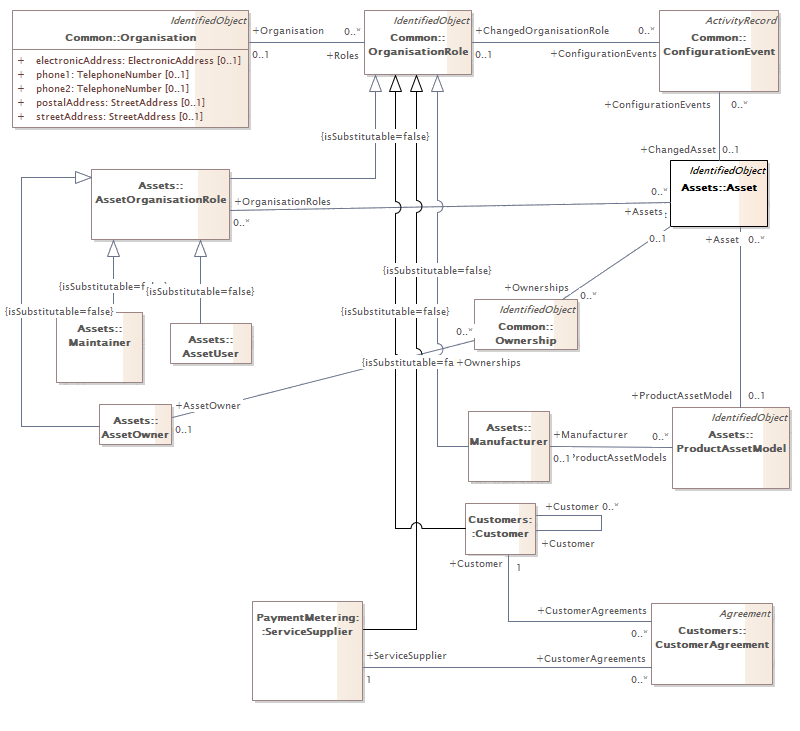 IdentifiedObject
Common::Organisation
+ electronicAddress: ElectronicAddress [0..1]
+ phone1: TelephoneNumber [0..1]
+ phone2: TelephoneNumber [0..1]
+ postalAddress: StreetAddress [0..1]
+ streetAddress: StreetAddress [0..1]
+Organisation
0..*
0..1
+Roles
IdentifiedObject
Common::
OrganisationRole
+ChangedOrganisationRole
0..*
0..1
+ConfigurationEvents
ActivityRecord
Common::
ConfigurationEvent
+ConfigurationEvents
0..*
+ChangedAsset
0..1
{isSubstitutable=false}
IdentifiedObject
Assets::Asset
Assets::
AssetOrganisationRole
+OrganisationRoles
0..*
0..*
+Assets
0..1
+Asset
0..*
{isSubstitutable=false}
{isSubstitutable=fa
{isSubstitutable=false}
{isSubstitutable=false}
{isSubstitutable=false}
+Ownerships
0..*
IdentifiedObject
Common::
Ownership
0..*
+Ownerships
{isSubstitutable=fa
Assets::
Maintainer
Assets::
AssetUser
+AssetOwner
0..1
Assets::
AssetOwner
+ProductAssetModel
0..1
IdentifiedObject
Assets::
ProductAssetModel
Assets::
Manufacturer
+Manufacturer
0..*
0..1
roductAssetModels
Customers:
:Customer
+Customer
0..*
+Customer
+Customer
1
+CustomerAgreements
0..*
PaymentMetering:
:ServiceSupplier
+ServiceSupplier
1
+CustomerAgreements
0..*
Agreement
Customers::
CustomerAgreement